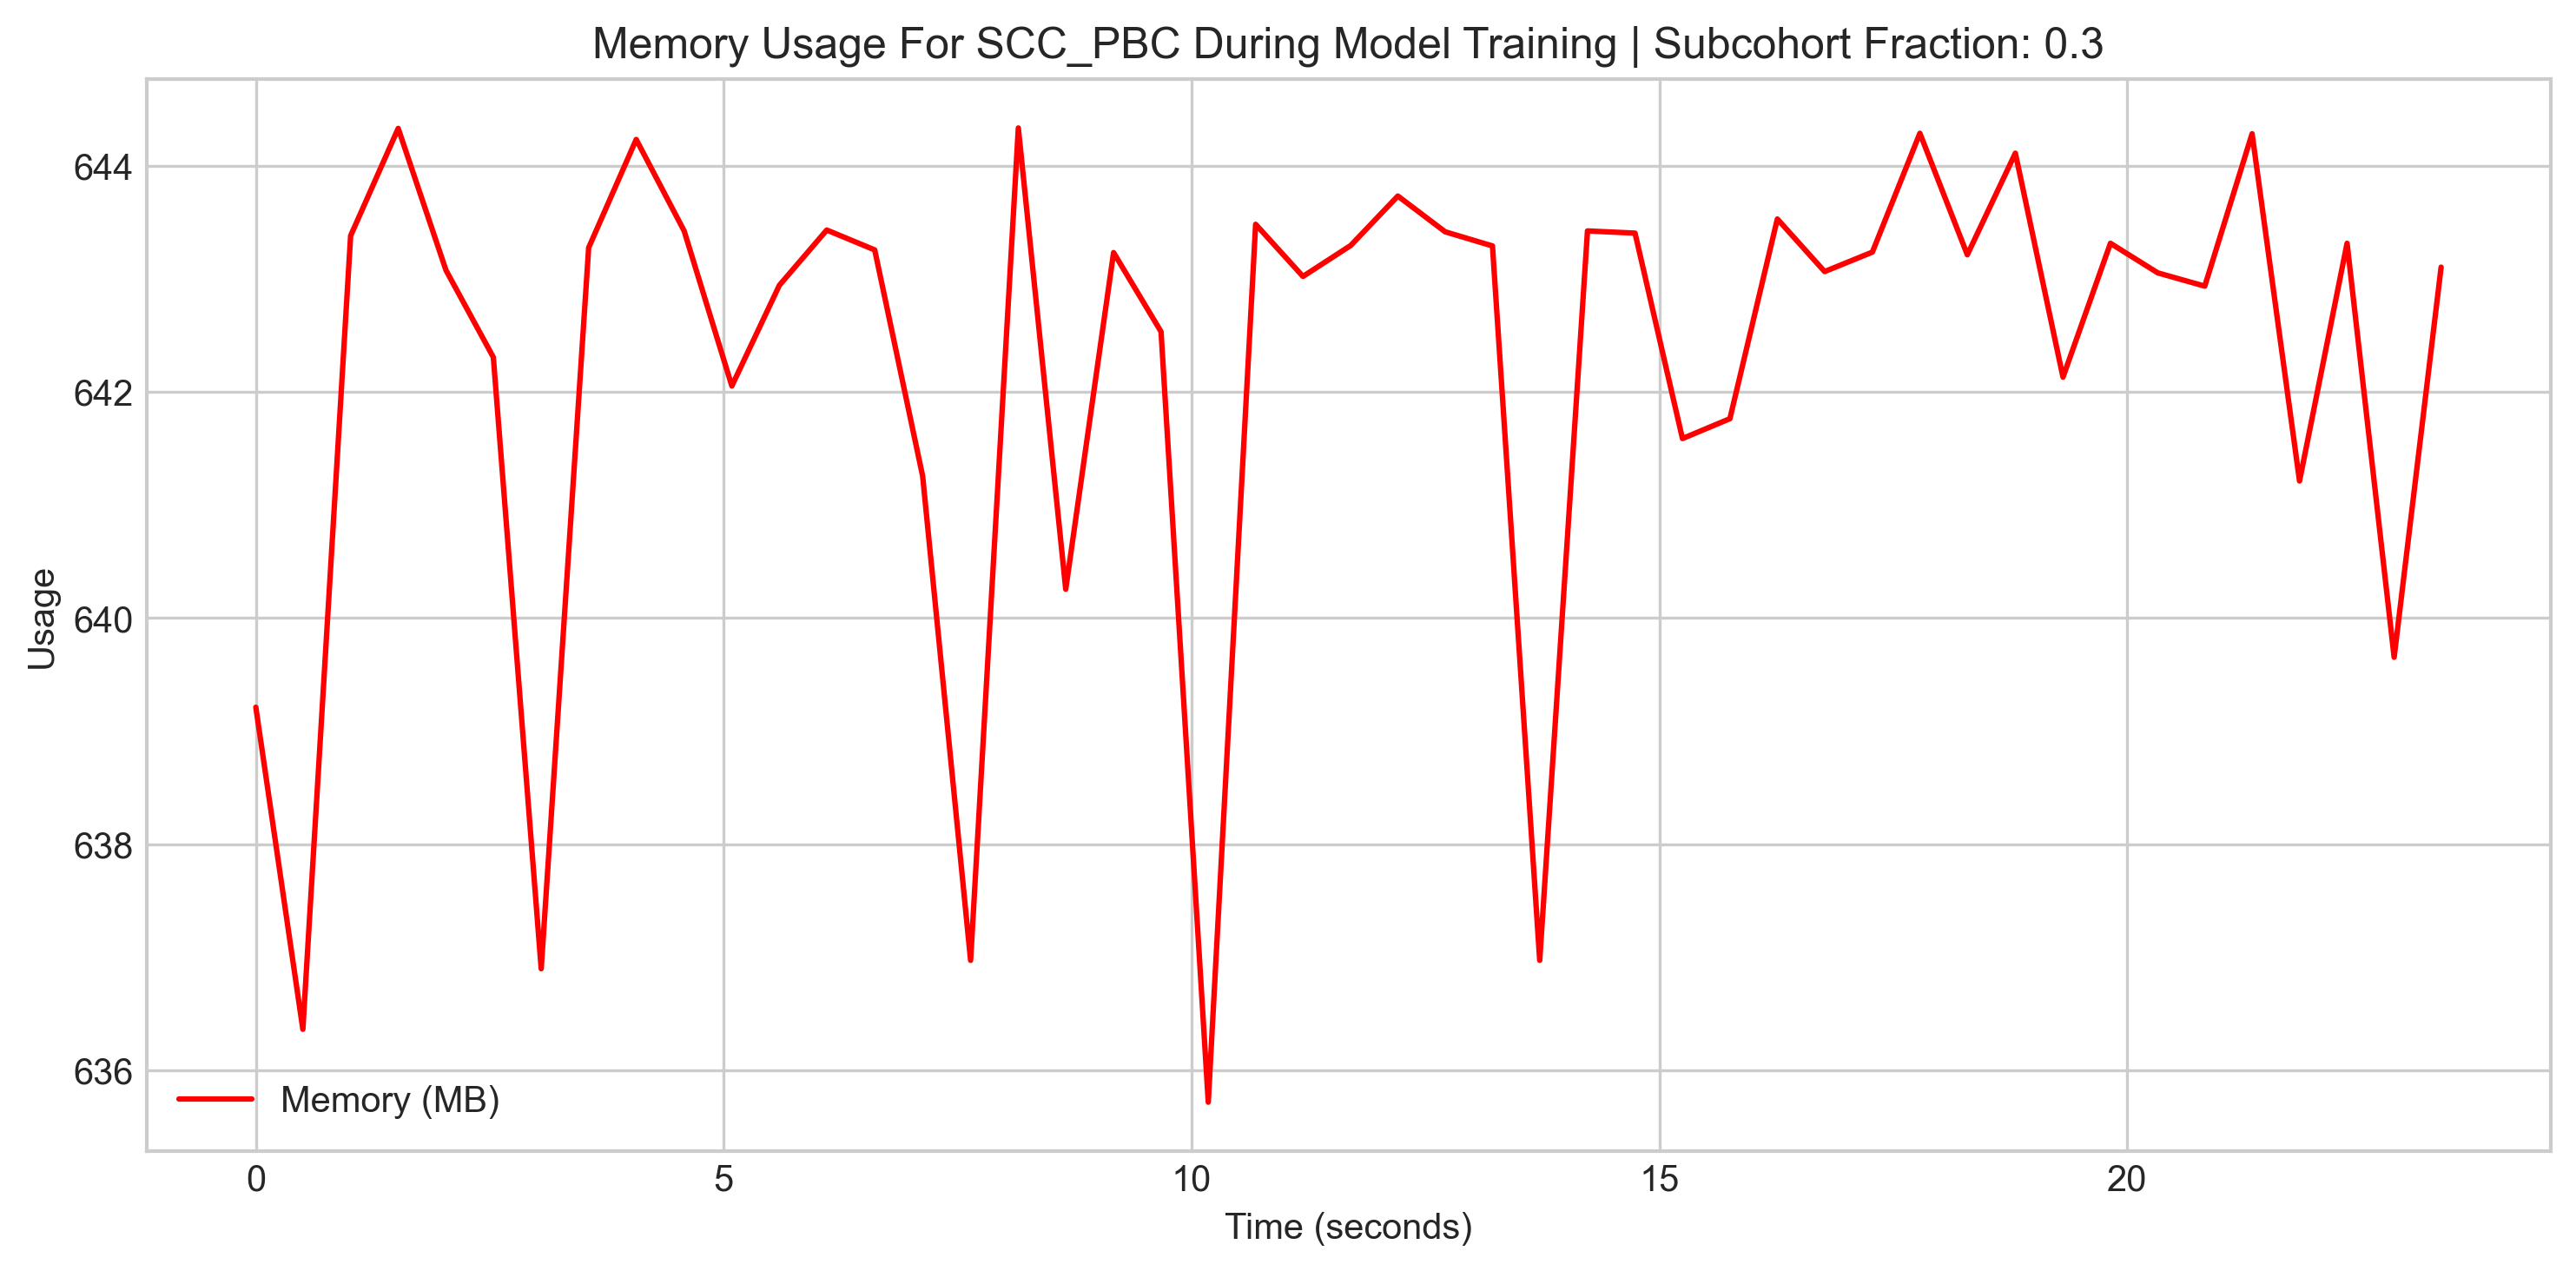 Memory Usage For SCC_PBC During Model Training | Subcohort Fraction: 0.3
644
642
640
638
636
Usage
Memory (MB)
0 5 10 15 20
Time (seconds)